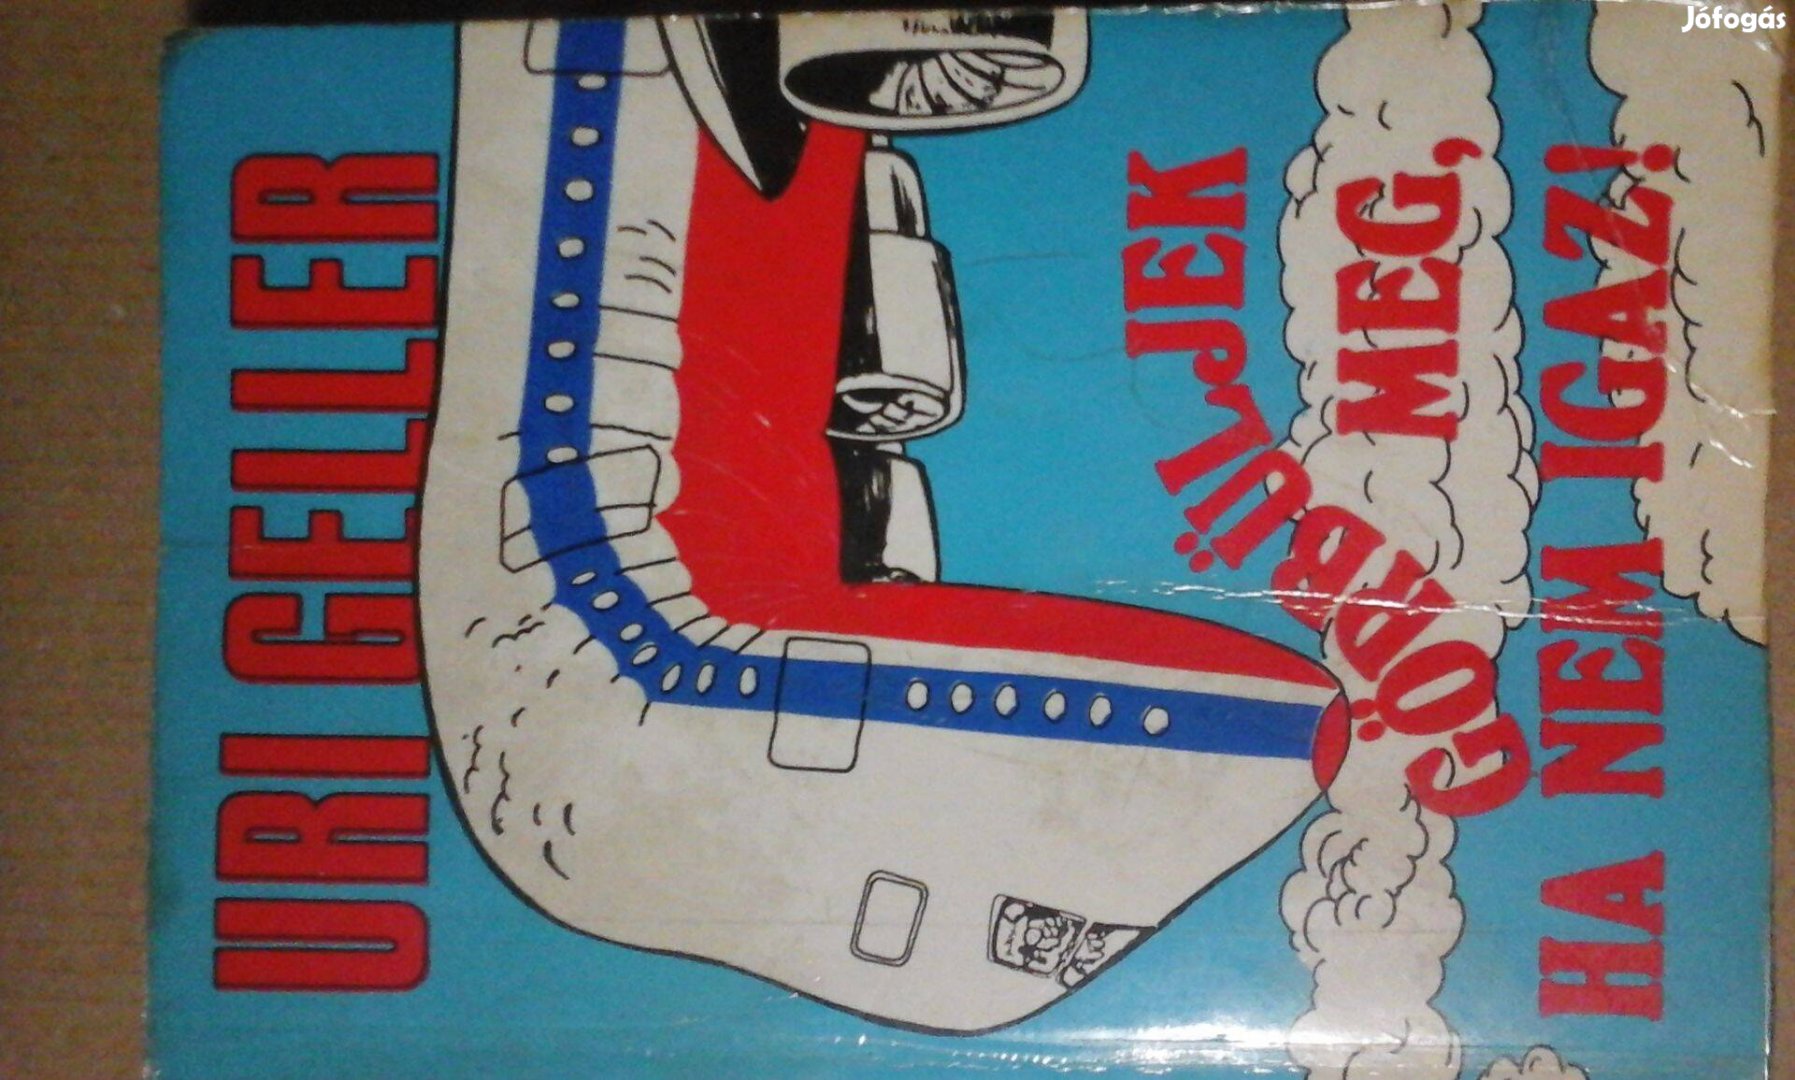 Jófogás
URI GELLER
GÖRBÜLJEK
MEG,
HA NEM IGAZ!